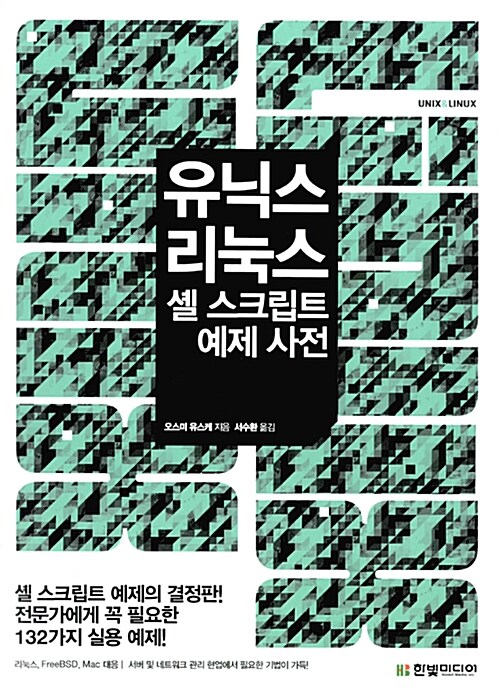 UNIX&LINUX
유닉스
리눅스
셸 스크립트
예제 사전
오스미 유스케 지음 서수환 옮김
셸 스크립트 예제의 결정판!
전문가에게 꼭 필요한
132가지 실용 예제!
리눅스, FreeBSD, Mac 대응 | 서버 및 네트워크 관리 현업에서 필요한 기법이 가득!
HB 한빛미디어